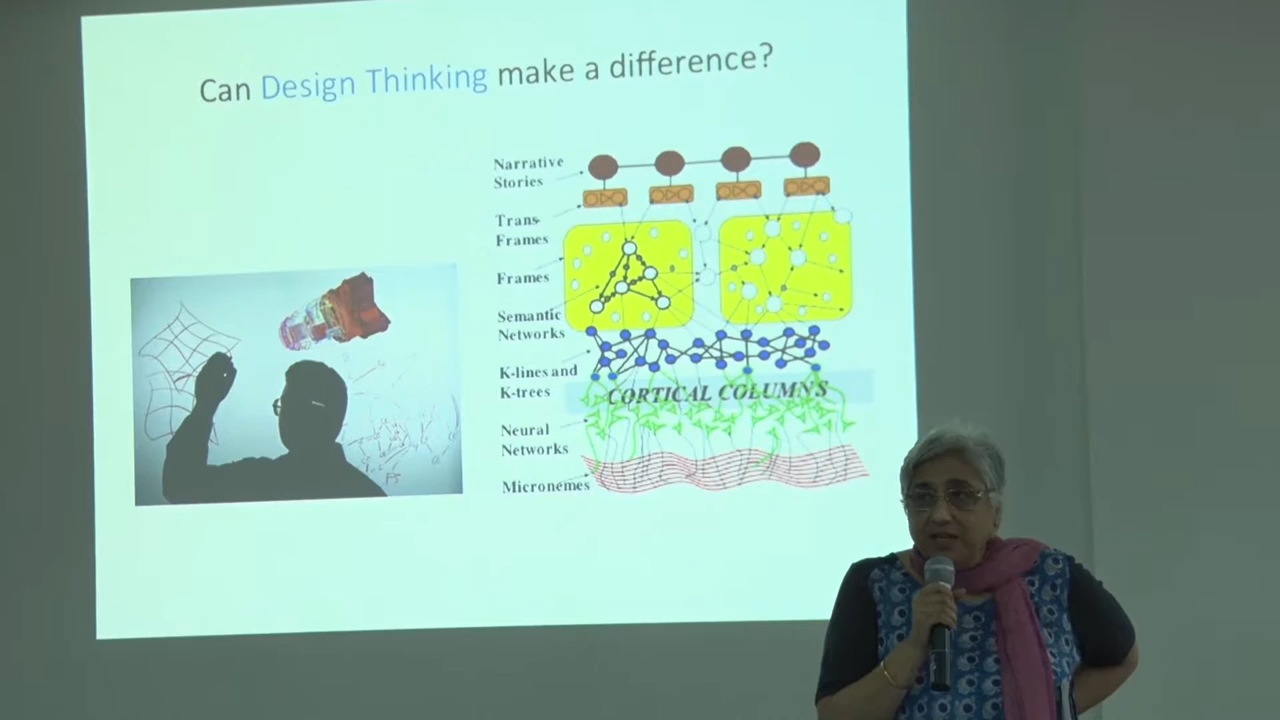 Can Design Thinking make a difference?
Narrative
Stories
Trans-
Frames
Frames
Semantic
Networks
K-lines and
K-trees
CORTICAL COLUMNS
Neural
Networks
Micronemes